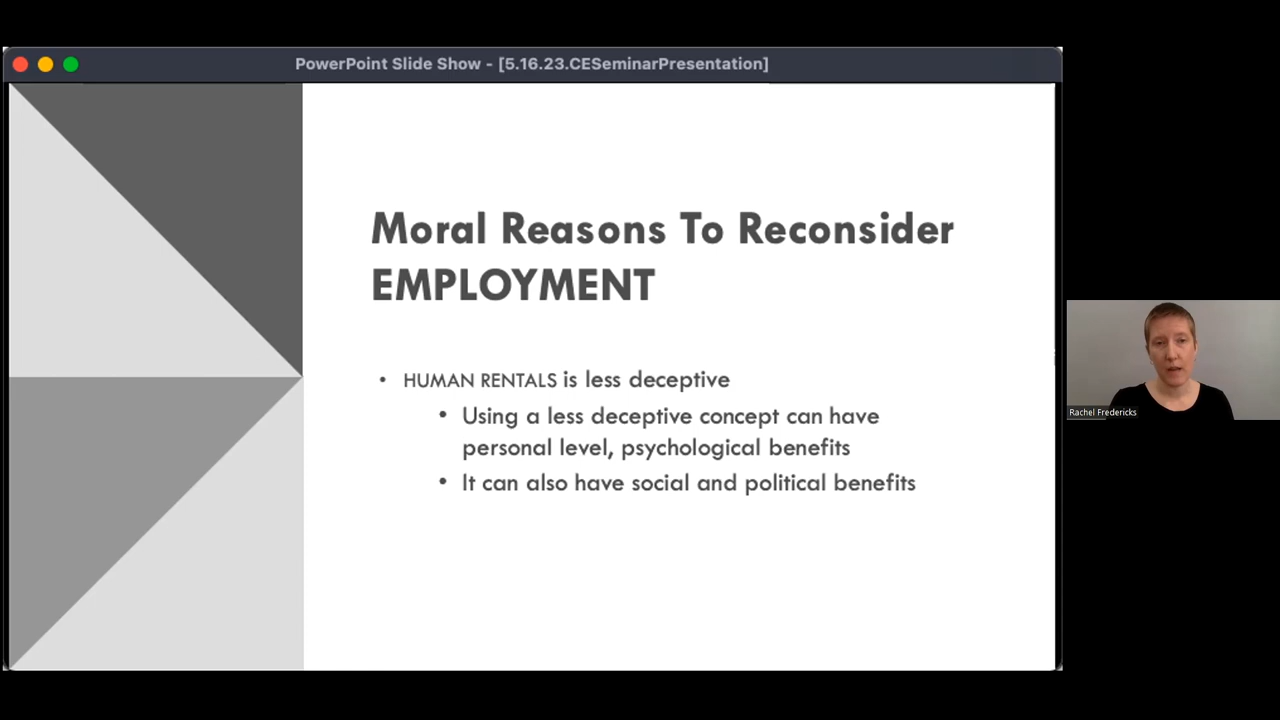 PowerPoint Slide Show - [5.16.23.CESeminarPresentation]
Moral Reasons To Reconsider
EMPLOYMENT
• HUMAN RENTALS is less deceptive
• Using a less deceptive concept can have
personal level, psychological benefits
• It can also have social and political benefits
Rachel Fredericks